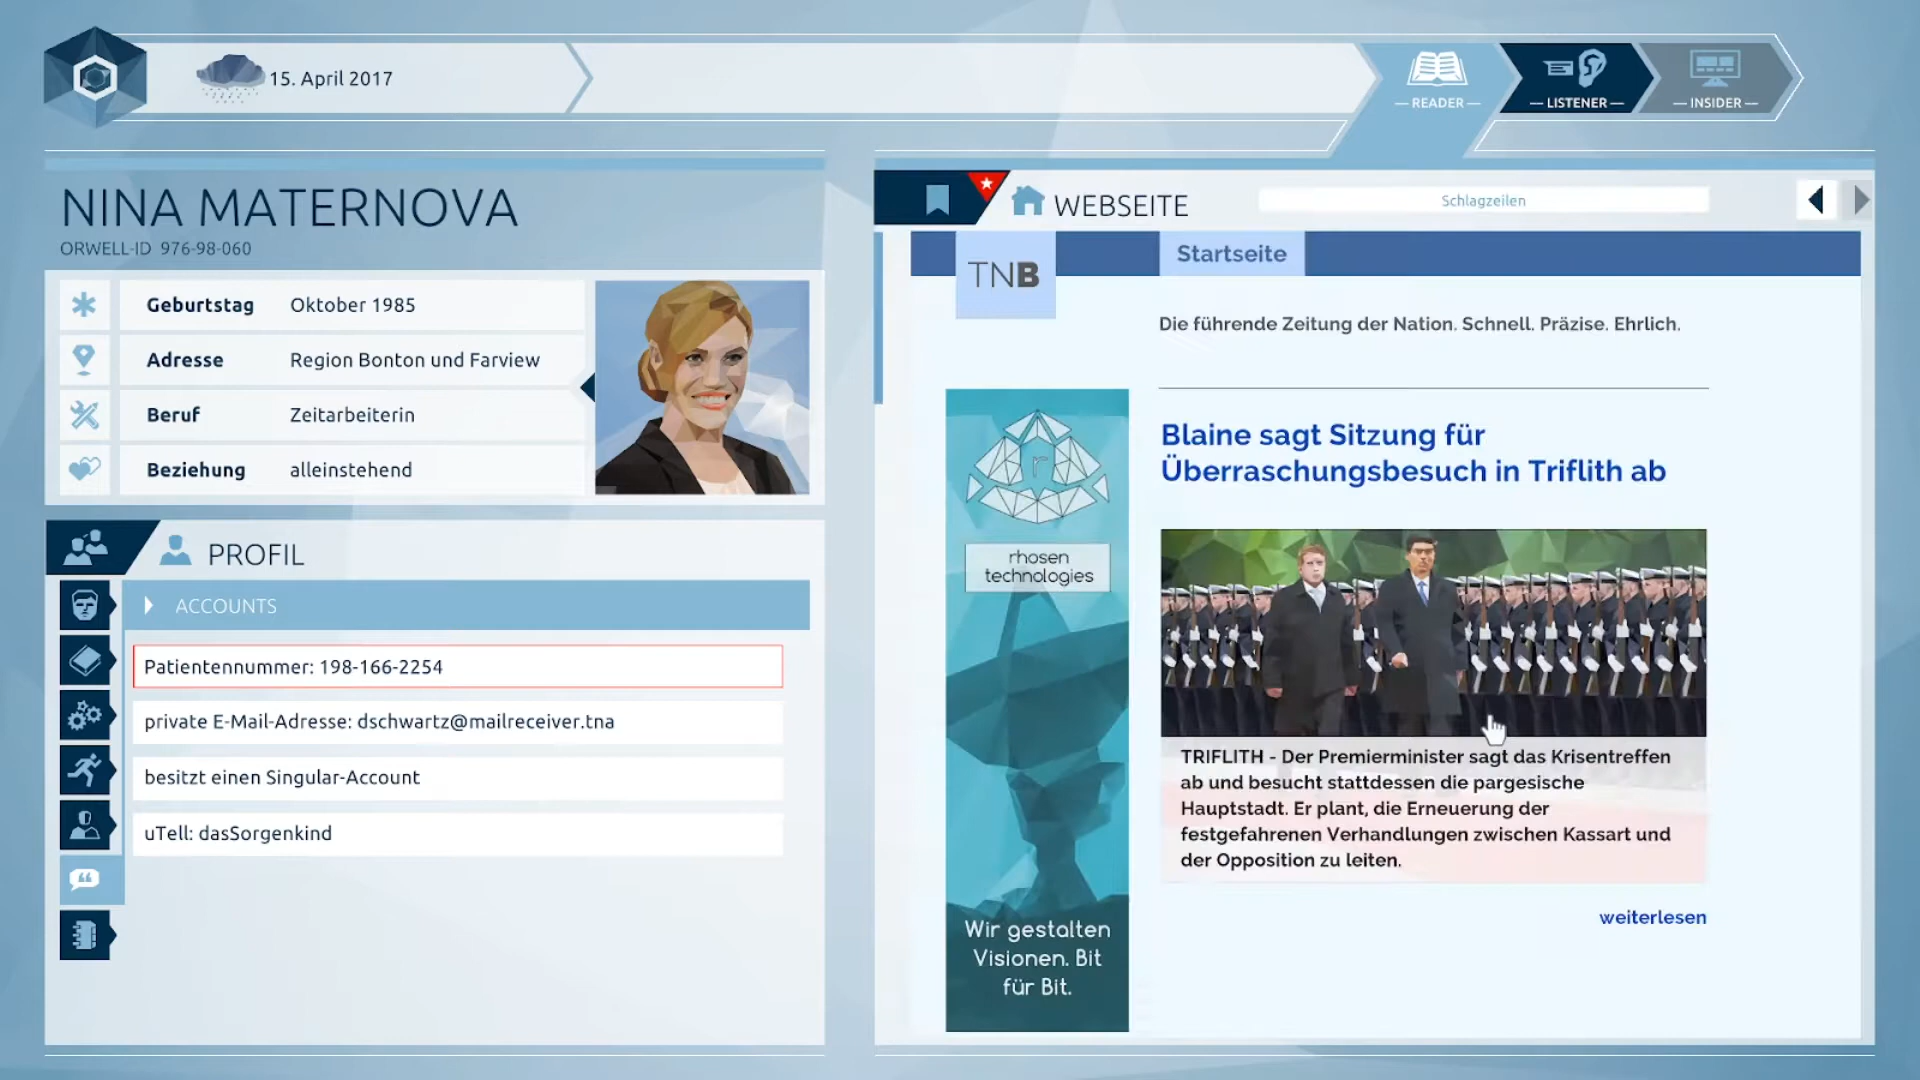 15. April 2017
READER
LISTENER
INSIDER
NINA MATERNOVA
ORWELL-ID 976-98-060
Geburtstag Oktober 1985
Adresse Region Bonton und Farview
Beruf Zeitarbeiterin
Beziehung alleinstehend
PROFIL
ACCOUNTS
Patientennummer: 198-166-2254
private E-Mail-Adresse: dschwartz@mailreceiver.tna
besitzt einen Singular-Account
uTell: dasSorgenkind
WEBSEITE
Schlagzeilen
TNB
Startseite
Die führende Zeitung der Nation. Schnell. Präzise. Ehrlich.
r
rhosen
technologies
Wir gestalten
Visionen. Bit
für Bit.
Blaine sagt Sitzung für
Überraschungsbesuch in Triflith ab
TRIFLITH - Der Premierminister sagt das Krisentreffen
ab und besucht stattdessen die pargesische
Hauptstadt. Er plant, die Erneuerung der
festgefahrenen Verhandlungen zwischen Kassart und
der Opposition zu leiten.
weiterlesen